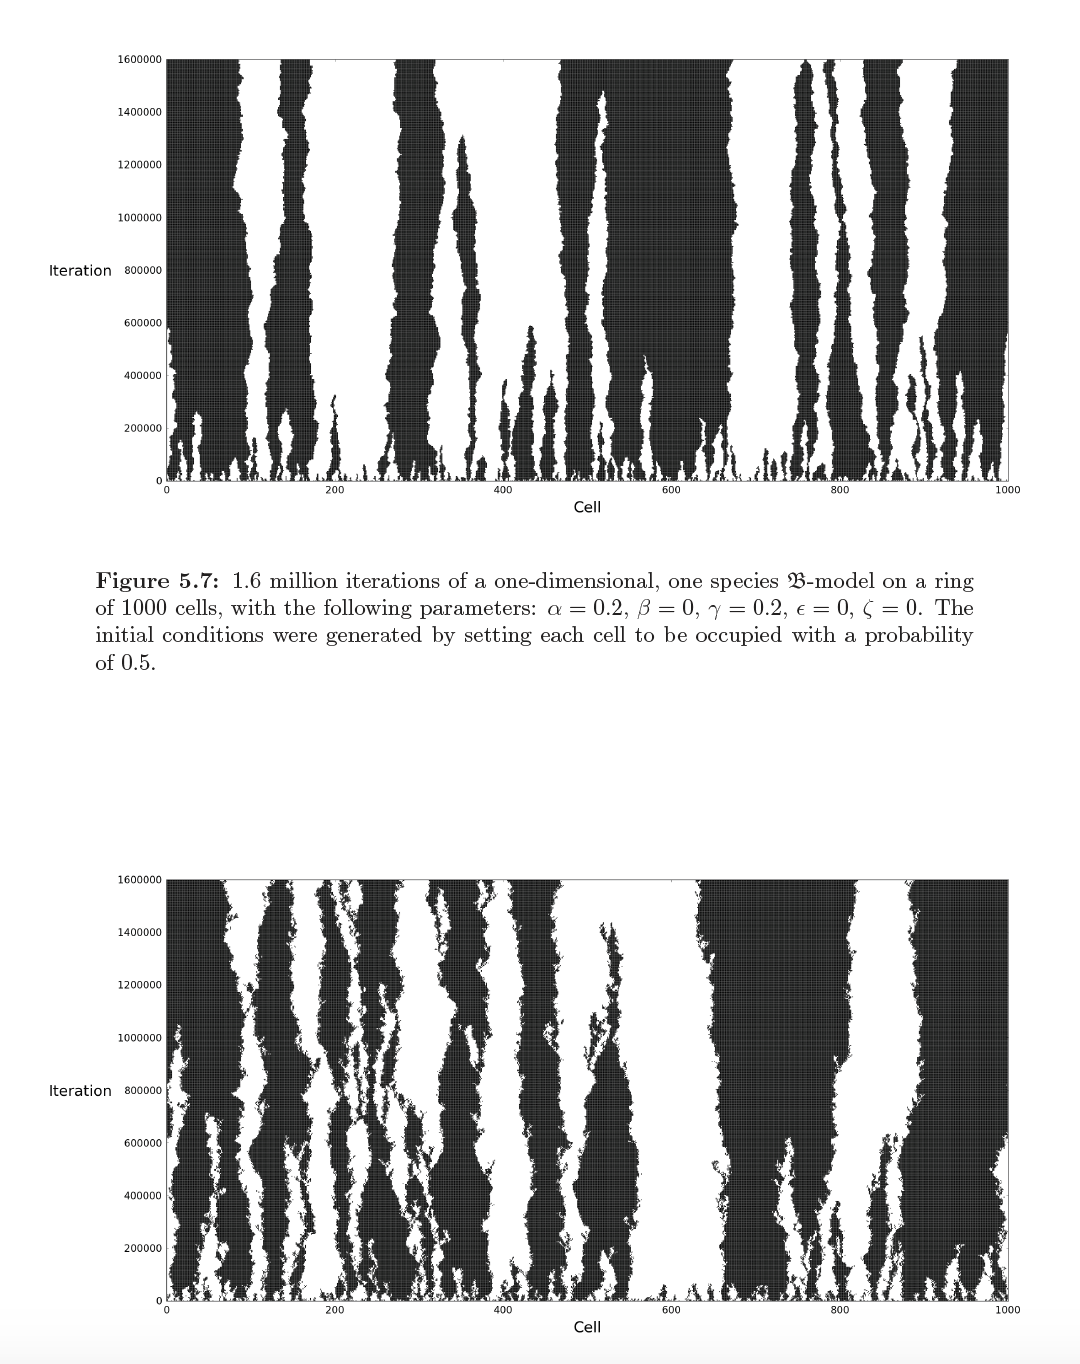 1600000
1400000
1200000
1000000
Iteration 800000
600000
400000
200000
0
0 200 400 600 800 1000
Cell
Figure 5.7: 1.6 million iterations of a one-dimensional, one species 𝔅-model on a ring
of 1000 cells, with the following parameters: α = 0.2, β = 0, γ = 0.2, ϵ = 0, ζ = 0. The
initial conditions were generated by setting each cell to be occupied with a probability
of 0.5.
1600000
1400000
1200000
1000000
Iteration 800000
600000
400000
200000
0
0 200 400 600 800 1000
Cell